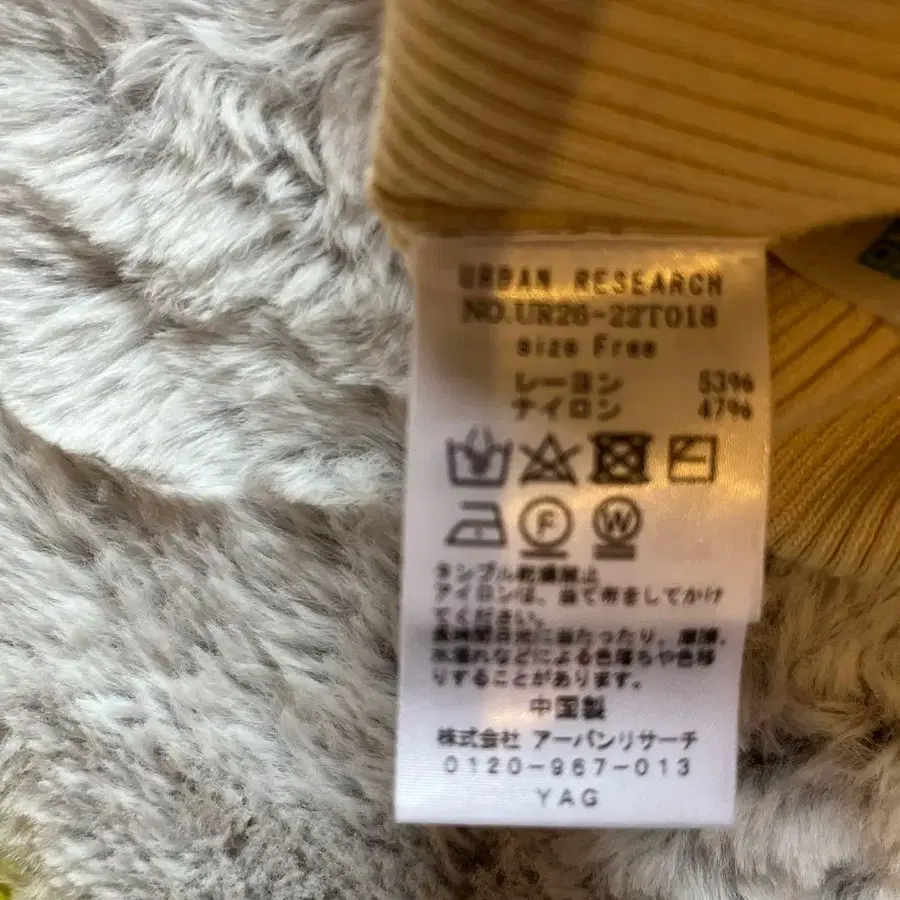 URBAN RESEARCH
NO.UR26-22T018
size Free
レーヨン 53%
ナイロン 47%
F W
タンブル乾燥禁止
アイロンは、当て布をしてかけ
てください。
長時間日光に当たったり、摩擦、
水濡れなどによる色落ちや色移
りすることがあります。
中国製
株式会社 アーバンリサーチ
0120-967-013
YAG